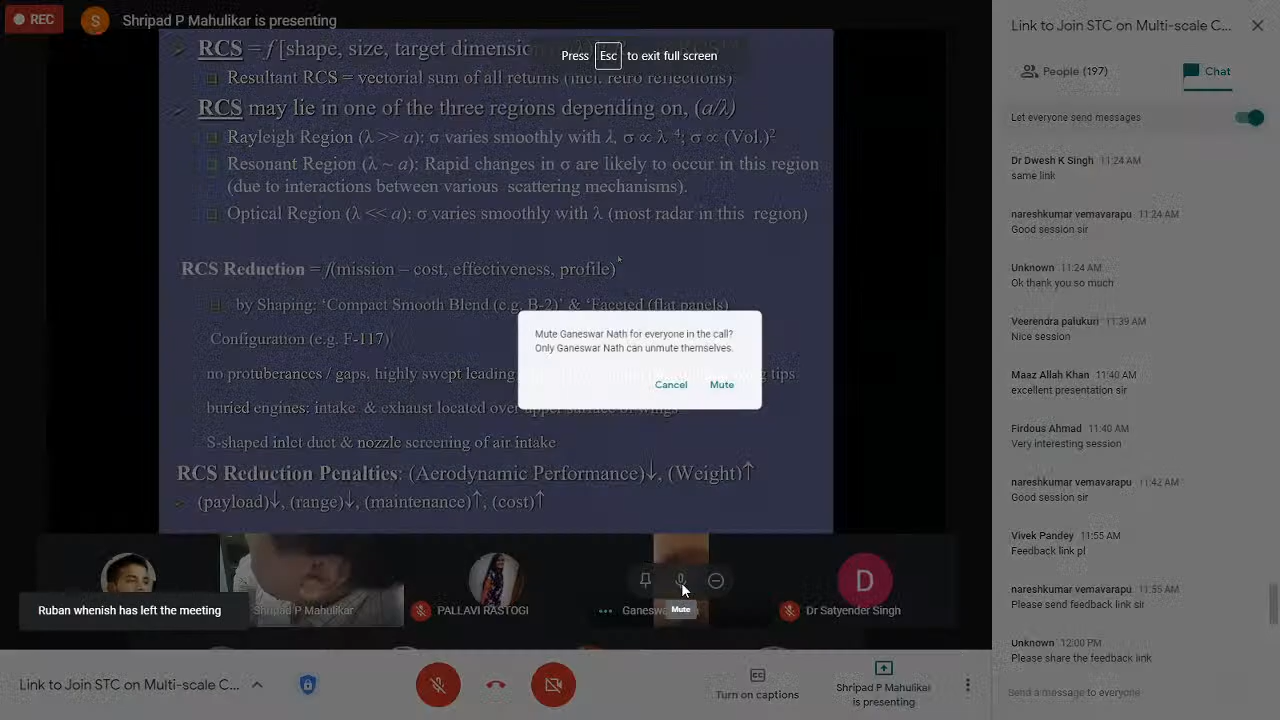 REC
S
Shripad P Mahulikar is presenting
Press Esc to exit full screen
RCS = f [shape, size, target dimensio
Resultant RCS = vectorial sum of all returns (incl. retro reflections)
RCS may lie in one of the three regions depending on, (a/λ)
Rayleigh Region (λ >> a): σ varies smoothly with λ, σ ∝ λ⁻⁴; σ ∝ (Vol.)²
Resonant Region (λ ~ a): Rapid changes in σ are likely to occur in this region
(due to interactions between various scattering mechanisms).
Optical Region (λ << a): σ varies smoothly with λ (most radar in this region)
RCS Reduction = f(mission – cost, effectiveness, profile)
by Shaping: ‘Compact Smooth Blend (e.g. B-2)’ & ‘Faceted (flat panels)
Configuration (e.g. F-117)
no protuberances / gaps, highly swept leading tips
buried engines: intake & exhaust located over upper surface of wings
S-shaped inlet duct & nozzle screening of air intake
RCS Reduction Penalties: (Aerodynamic Performance)↓, (Weight)↑
(payload)↓, (range)↓, (maintenance)↑, (cost)↑
Mute Ganeswar Nath for everyone in the call?
Only Ganeswar Nath can unmute themselves.
Cancel Mute
Ruban whenish has left the meeting
Shripad P Mahulikar
PALLAVI RASTOGI
Ganeswa
Mute
D
Dr Satyender Singh
Link to Join STC on Multi-scale C...
Turn on captions
Shripad P Mahulikar
is presenting
Link to Join STC on Multi-scale C...
People (197)
Chat
Let everyone send messages
Dr Dwesh K Singh 11:24 AM
same link
nareshkumar vemavarapu 11:24 AM
Good session sir
Unknown 11:24 AM
Ok thank you so much
Veerendra palukuri 11:39 AM
Nice session
Maaz Allah Khan 11:40 AM
excellent presentation sir
Firdous Ahmad 11:40 AM
Very interesting session
nareshkumar vemavarapu 11:42 AM
Good session sir
Vivek Pandey 11:55 AM
Feedback link pl
nareshkumar vemavarapu 11:55 AM
Please send feedback link sir
Unknown 12:00 PM
Please share the feedback link
Send a message to everyone